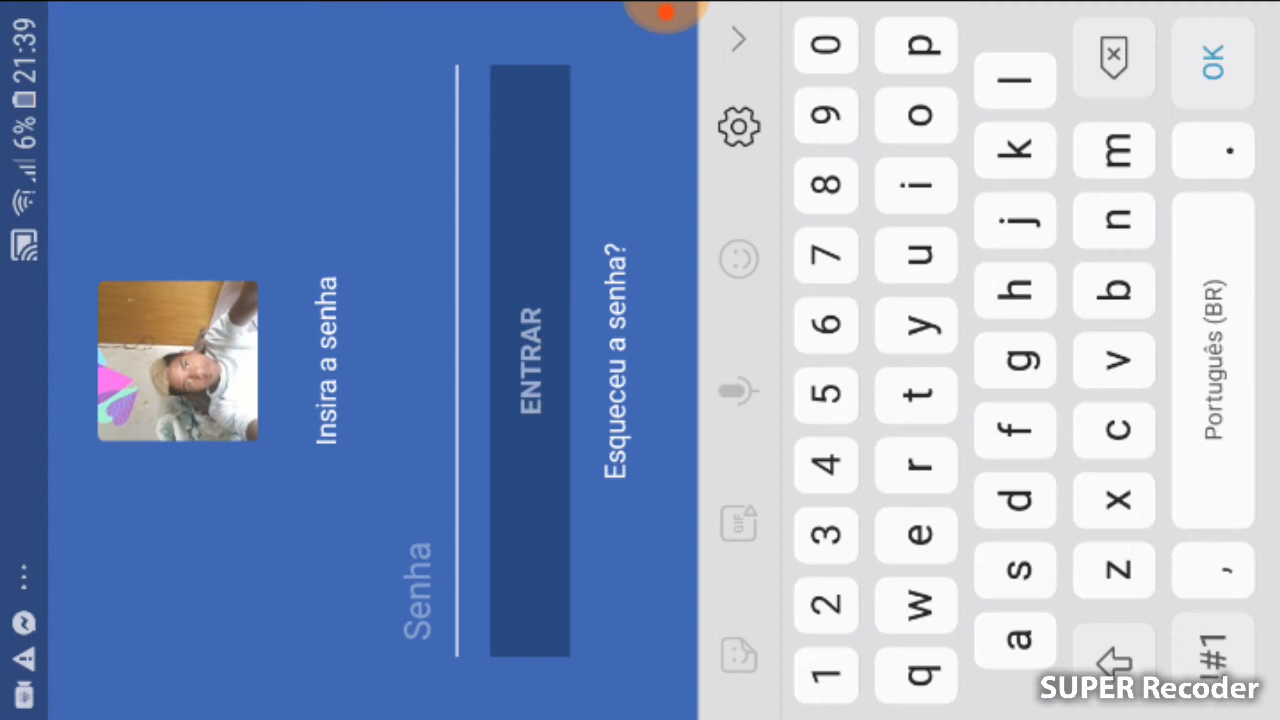 6% 21:39
Insira a senha
Senha
ENTRAR
Esqueceu a senha?
GIF
1 2 3 4 5 6 7 8 9 0
q w e r t y u i o p
a s d f g h j k l
z x c v b n m
!#1 , Português (BR) . OK
SUPER Recoder